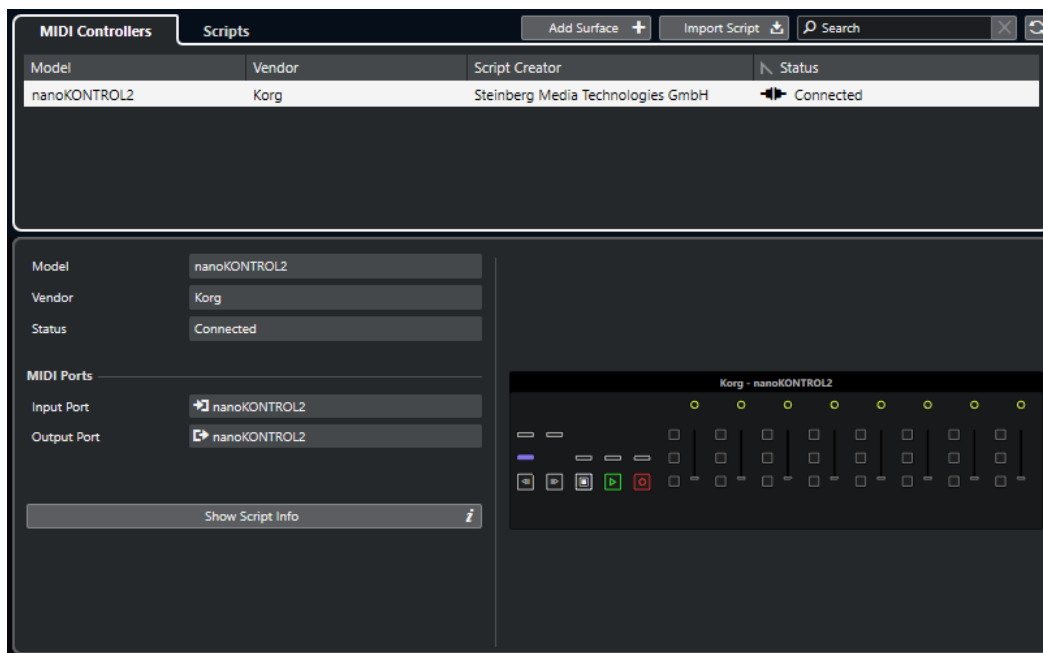 MIDI Controllers Scripts Add Surface Import Script Search
Model Vendor Script Creator Status
nanoKONTROL2 Korg Steinberg Media Technologies GmbH Connected
Model nanoKONTROL2
Vendor Korg
Status Connected
MIDI Ports
Input Port nanoKONTROL2
Output Port nanoKONTROL2
Show Script Info i
Korg - nanoKONTROL2